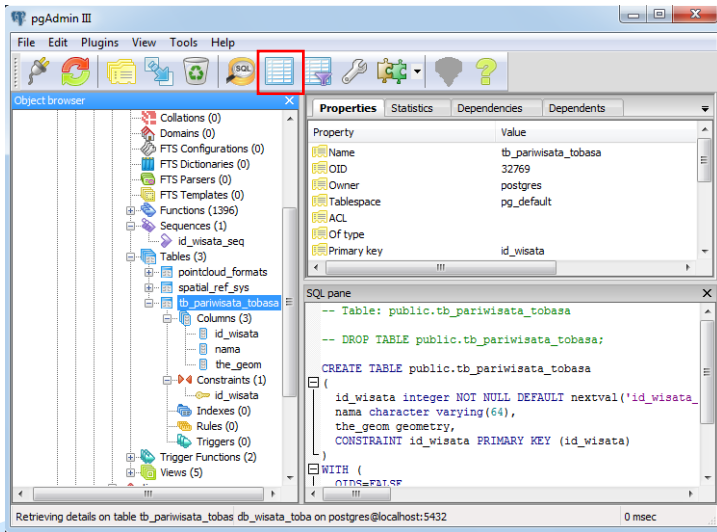 pgAdmin III
File Edit Plugins View Tools Help
SQL
Object browser
Collations (0)
Domains (0)
FTS Configurations (0)
FTS Dictionaries (0)
FTS Parsers (0)
FTS Templates (0)
Functions (1396)
Sequences (1)
id_wisata_seq
Tables (3)
pointcloud_formats
spatial_ref_sys
tb_pariwisata_tobasa
Columns (3)
id_wisata
nama
the_geom
Constraints (1)
id_wisata
Indexes (0)
Rules (0)
Triggers (0)
Trigger Functions (2)
Views (5)
Properties Statistics Dependencies Dependents
Property Value
Name tb_pariwisata_tobasa
OID 32769
Owner postgres
Tablespace pg_default
ACL
Of type
Primary key id_wisata
SQL pane
-- Table: public.tb_pariwisata_tobasa
-- DROP TABLE public.tb_pariwisata_tobasa;
CREATE TABLE public.tb_pariwisata_tobasa
(
id_wisata integer NOT NULL DEFAULT nextval('id_wisata_
nama character varying(64),
the_geom geometry,
CONSTRAINT id_wisata PRIMARY KEY (id_wisata)
)
WITH (
OIDS=FALSE
Retrieving details on table tb_pariwisata_tobas db_wisata_toba on postgres@localhost:5432 0 msec